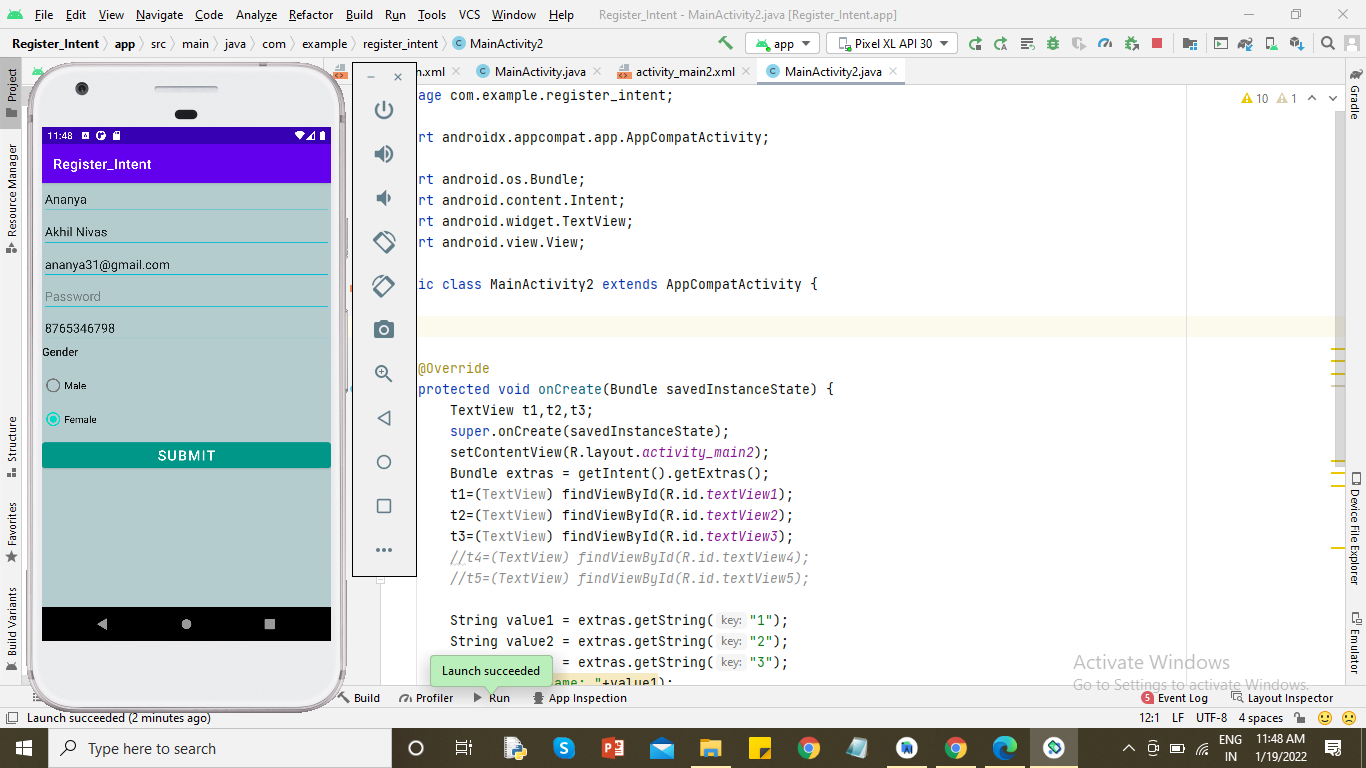 File Edit View Navigate Code Analyze Refactor Build Run Tools VCS Window Help Register_Intent - MainActivity2.java [Register_Intent.app]
Register_Intent app src main java com example register_intent MainActivity2 app Pixel XL API 30
n.xml MainActivity.java activity_main2.xml MainActivity2.java
Project
Resource Manager
Structure
Favorites
Build Variants
11:48
Register_Intent
Ananya
Akhil Nivas
ananya31@gmail.com
Password
8765346798
Gender
Male
Female
SUBMIT
age com.example.register_intent;
10 1
rt androidx.appcompat.app.AppCompatActivity;
rt android.os.Bundle;
rt android.content.Intent;
rt android.widget.TextView;
rt android.view.View;
ic class MainActivity2 extends AppCompatActivity {
@Override
protected void onCreate(Bundle savedInstanceState) {
TextView t1,t2,t3;
super.onCreate(savedInstanceState);
setContentView(R.layout.activity_main2);
Bundle extras = getIntent().getExtras();
t1=(TextView) findViewById(R.id.textView1);
t2=(TextView) findViewById(R.id.textView2);
t3=(TextView) findViewById(R.id.textView3);
//t4=(TextView) findViewById(R.id.textView4);
//t5=(TextView) findViewById(R.id.textView5);
String value1 = extras.getString( key: "1");
String value2 = extras.getString( key: "2");
= extras.getString( key: "3");
ame: "+value1);
Launch succeeded
Gradle
Device File Explorer
Emulator
Activate Windows
Go to Settings to activate Windows.
Build Profiler Run App Inspection 5 Event Log Layout Inspector
Launch succeeded (2 minutes ago) 12:1 LF UTF-8 4 spaces
Type here to search
ENG
IN
11:48 AM
1/19/2022